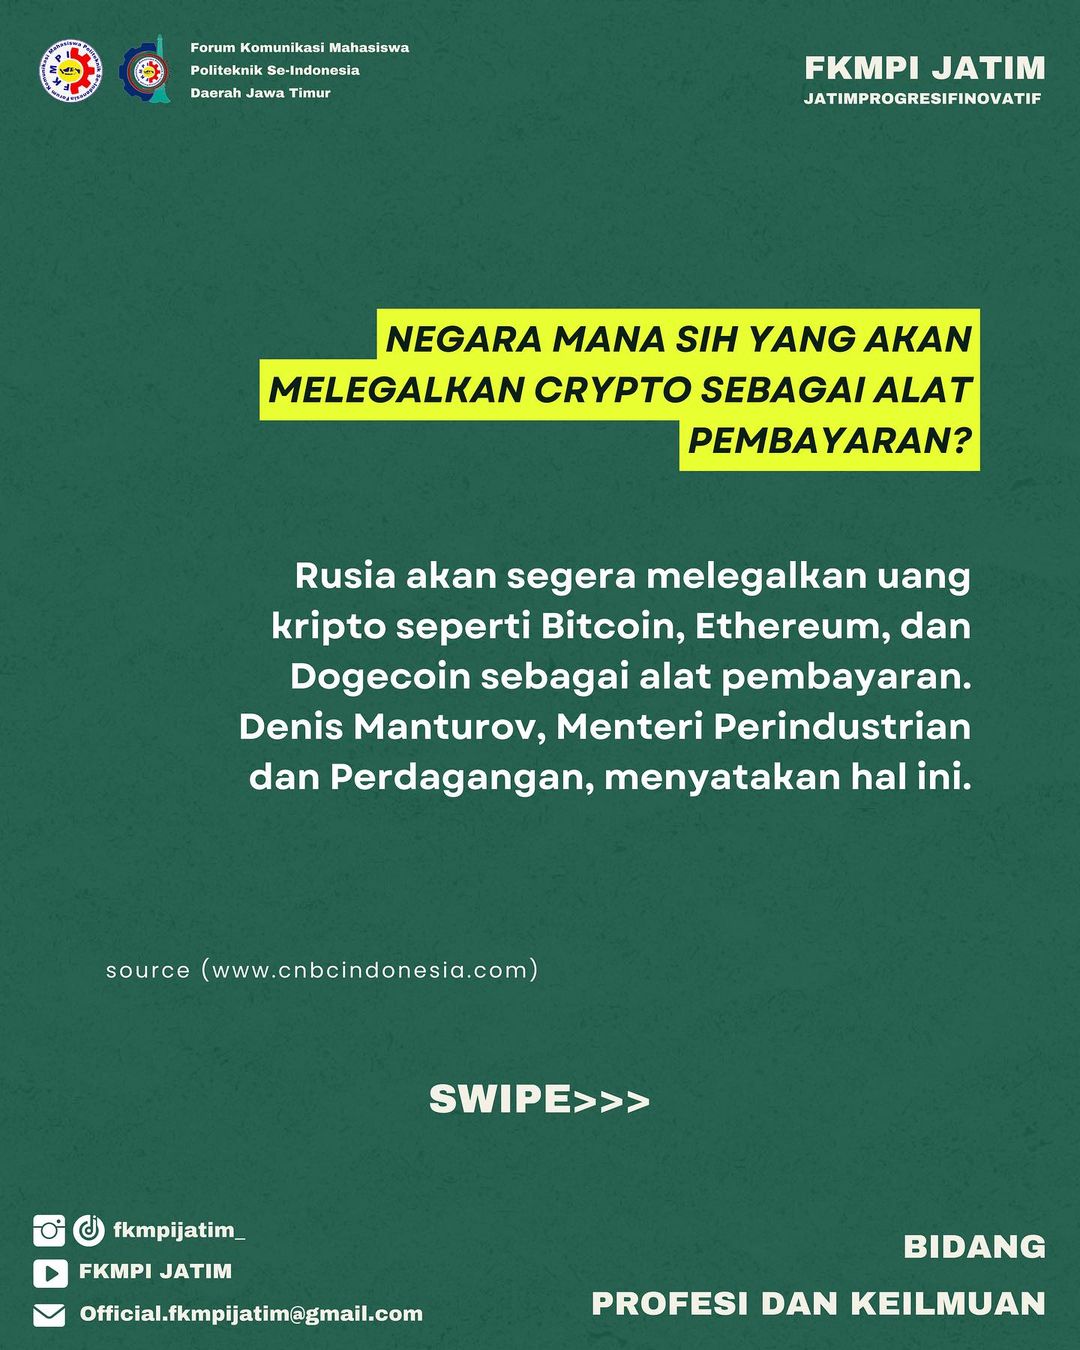 Forum Komunikasi Mahasiswa
Politeknik Se-Indonesia
Daerah Jawa Timur
FKMPI JATIM
JATIMPROGRESIFINOVATIF
NEGARA MANA SIH YANG AKAN
MELEGALKAN CRYPTO SEBAGAI ALAT
PEMBAYARAN?
Rusia akan segera melegalkan uang
kripto seperti Bitcoin, Ethereum, dan
Dogecoin sebagai alat pembayaran.
Denis Manturov, Menteri Perindustrian
dan Perdagangan, menyatakan hal ini.
source (www.cnbcindonesia.com)
SWIPE>>>
fkmpijatim_
FKMPI JATIM
Official.fkmpijatim@gmail.com
BIDANG
PROFESI DAN KEILMUAN